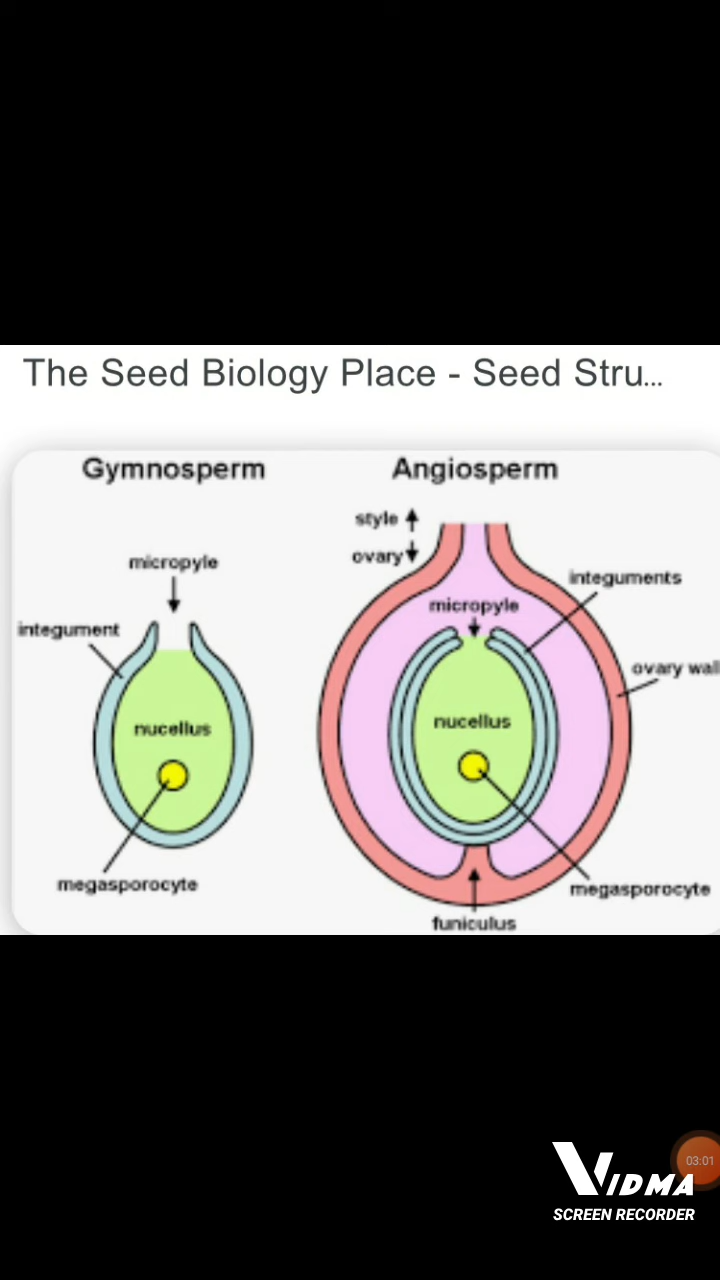 The Seed Biology Place - Seed Stru...
Gymnosperm
Angiosperm
style
ovary
micropyle
integuments
micropyle
integument
ovary wall
nucellus
nucellus
megasporocyte
megasporocyte
funiculus
03:01
VIDMA
SCREEN RECORDER